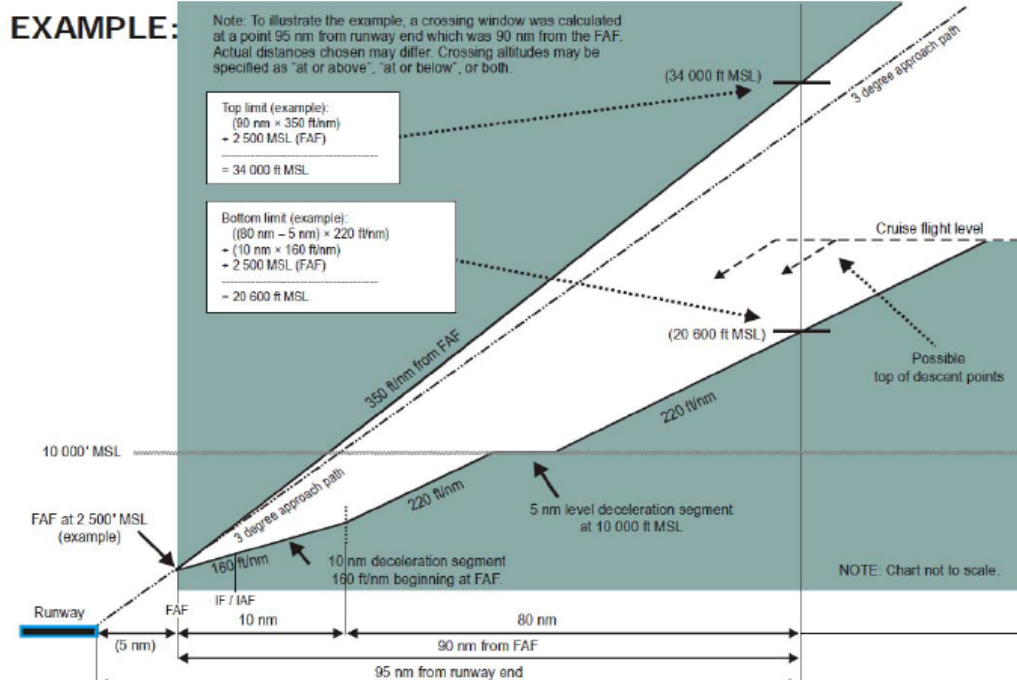 EXAMPLE:
Note: To illustrate the example, a crossing window was calculated
at a point 95 nm from runway end which was 90 nm from the FAF.
Actual distances chosen may differ. Crossing altitudes may be
specified as "at or above", "at or below", or both.
(34 000 ft MSL)
3 degree approach path
Top limit (example):
(90 nm × 350 ft/nm)
+ 2 500 MSL (FAF)
= 34 000 ft MSL
Bottom limit (example):
((80 nm – 5 nm) × 220 ft/nm)
+ (10 nm × 160 ft/nm)
+ 2 500 MSL (FAF)
= 20 600 ft MSL
Cruise flight level
(20 600 ft MSL)
Possible
top of descent points
350 ft/nm from FAF
220 ft/nm
10 000' MSL
3 degree approach path
220 ft/nm
5 nm level deceleration segment
at 10 000 ft MSL
FAF at 2 500' MSL
(example)
160 ft/nm
10 nm deceleration segment
160 ft/nm beginning at FAF.
NOTE: Chart not to scale.
Runway
FAF
IF / IAF
(5 nm)
10 nm
80 nm
90 nm from FAF
95 nm from runway end